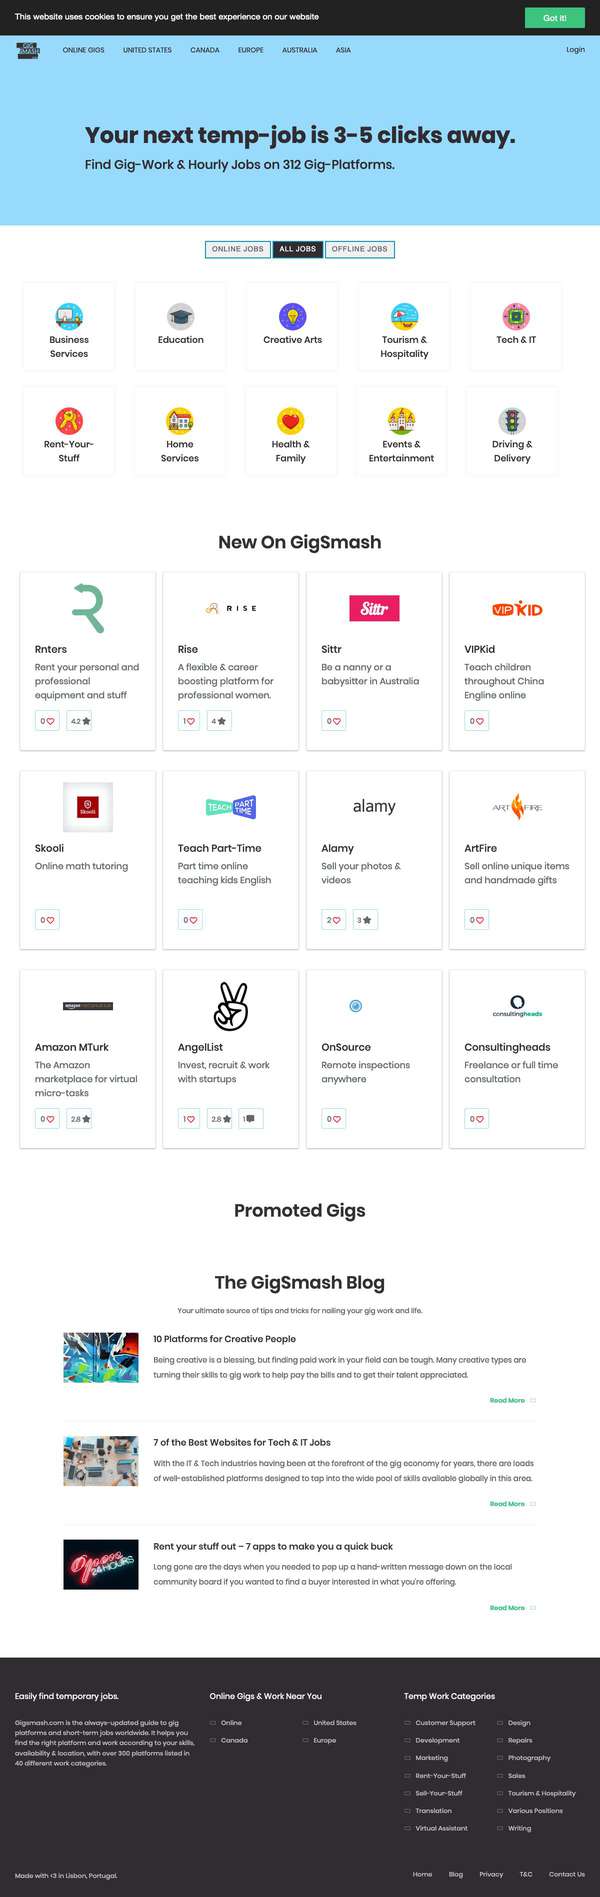 This website uses cookies to ensure you get the best experience on our website
Got it!
GIG
SMASH
ONLINE GIGS
UNITED STATES
CANADA
EUROPE
AUSTRALIA
ASIA
Login
Your next temp-job is 3-5 clicks away.
Find Gig-Work & Hourly Jobs on 312 Gig-Platforms.
ONLINE JOBS
ALL JOBS
OFFLINE JOBS
Business
Services
Education
Creative Arts
Tourism &
Hospitality
Tech & IT
Rent-Your-
Stuff
Home
Services
Health &
Family
Events &
Entertainment
Driving &
Delivery
New On GigSmash
Rnters
Rent your personal and
professional
equipment and stuff
0
4.2
RISE
Rise
A flexible & career
boosting platform for
professional women.
1
4
Sittr
Sittr
Be a nanny or a
babysitter in Australia
0
VIPKID
VIPKid
Teach children
throughout China
Engline online
0
Skooli
Skooli
Online math tutoring
0
TEACH PART TIME
Teach Part-Time
Part time online
teaching kids English
0
alamy
Alamy
Sell your photos &
videos
2
3
ART FIRE
ArtFire
Sell online unique items
and handmade gifts
0
amazon
Amazon MTurk
The Amazon
marketplace for virtual
micro-tasks
0
2.8
AngelList
Invest, recruit & work
with startups
1
2.8
1
OnSource
Remote inspections
anywhere
0
consultingheads
Consultingheads
Freelance or full time
consultation
0
Promoted Gigs
The GigSmash Blog
Your ultimate source of tips and tricks for nailing your gig work and life.
10 Platforms for Creative People
Being creative is a blessing, but finding paid work in your field can be tough. Many creative types are
turning their skills to gig work to help pay the bills and to get their talent appreciated.
Read More
7 of the Best Websites for Tech & IT Jobs
With the IT & Tech industries having been at the forefront of the gig economy for years, there are loads
of well-established platforms designed to tap into the wide pool of skills available globally in this area.
Read More
Open
24 HOURS
Rent your stuff out – 7 apps to make you a quick buck
Long gone are the days when you needed to pop up a hand-written message down on the local
community board if you wanted to find a buyer interested in what you're offering.
Read More
Easily find temporary jobs.
Gigsmash.com is the always-updated guide to gig
platforms and short-term jobs worldwide. It helps you
find the right platform and work according to your skills,
availability & location, with over 300 platforms listed in
40 different work categories.
Online Gigs & Work Near You
Online
United States
Canada
Europe
Temp Work Categories
Customer Support
Design
Development
Repairs
Marketing
Photography
Rent-Your-Stuff
Sales
Sell-Your-Stuff
Tourism & Hospitality
Translation
Various Positions
Virtual Assistant
Writing
Made with <3 in Lisbon, Portugal.
Home
Blog
Privacy
T&C
Contact Us